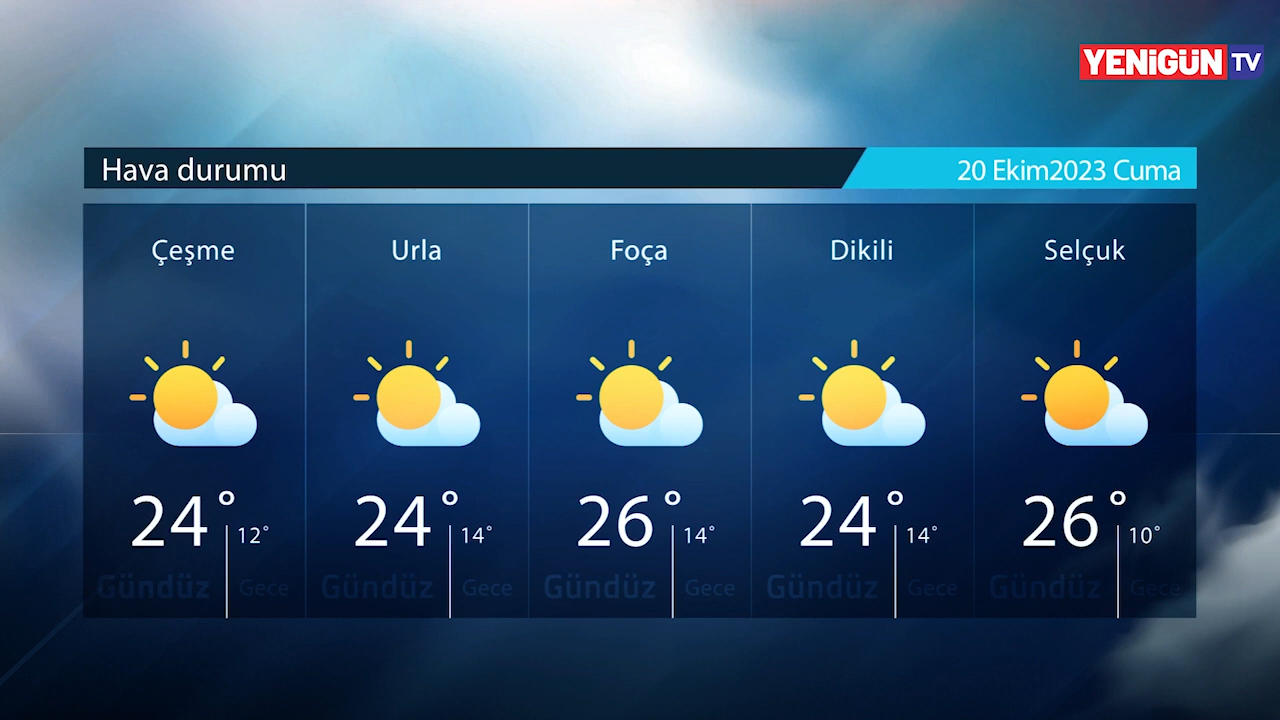 YENİGÜN TV
Hava durumu
20 Ekim2023 Cuma
Çeşme
Urla
Foça
Dikili
Selçuk
24° 12°
24° 14°
26° 14°
24° 14°
26° 10°
Gündüz Gece
Gündüz Gece
Gündüz Gece
Gündüz Gece
Gündüz Gece